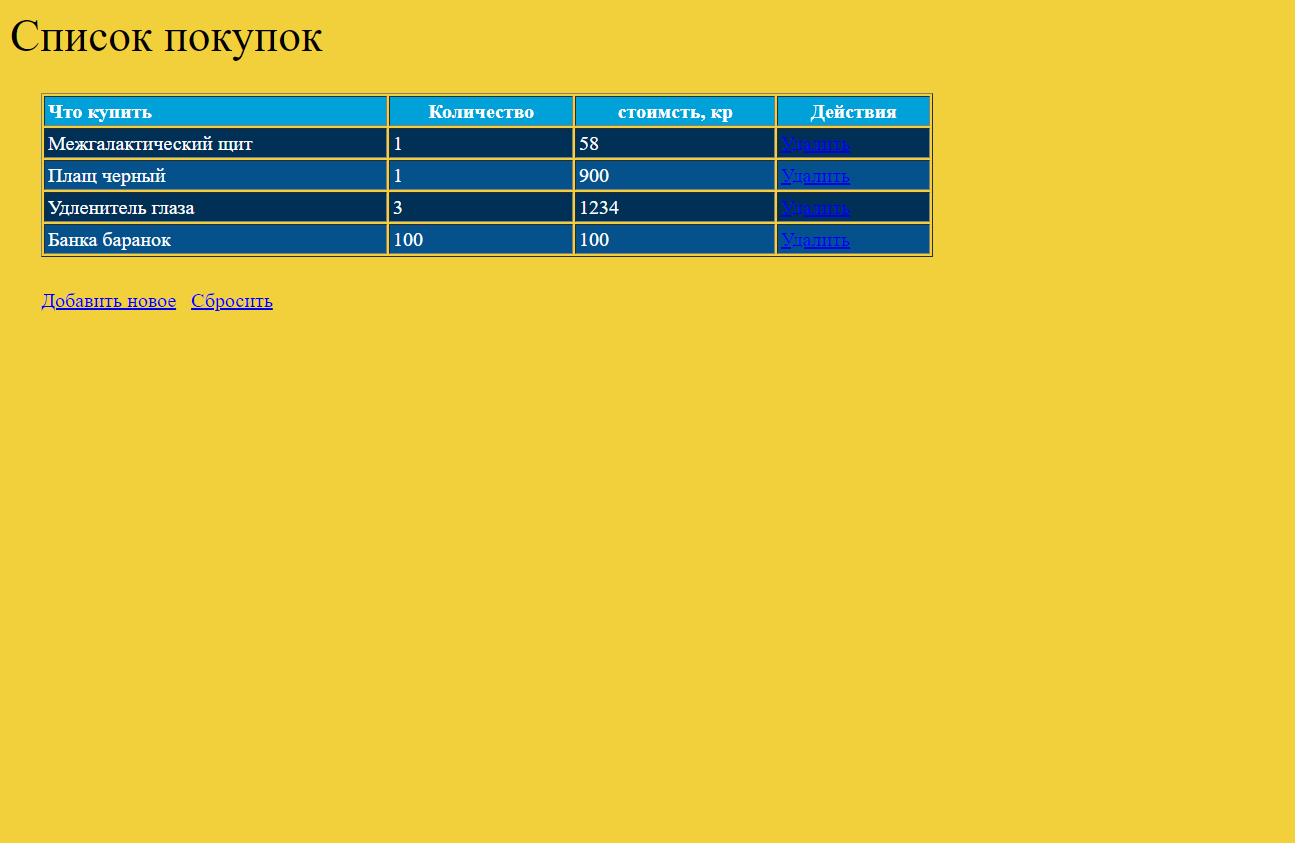 Список покупок
Что купить Количество стоимсть, кр Действия
Межгалактический щит 1 58 Удалить
Плащ черный 1 900 Удалить
Удленитель глаза 3 1234 Удалить
Банка баранок 100 100 Удалить
Добавить новое Сбросить